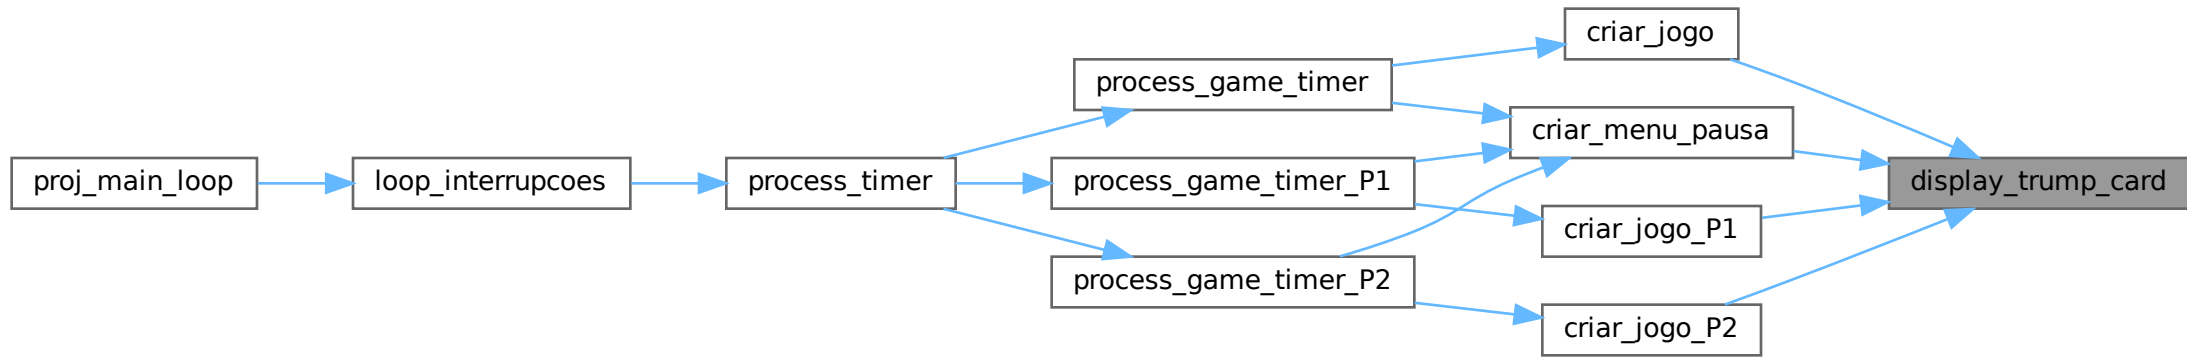 proj_main_loop
loop_interrupcoes
process_timer
process_game_timer
process_game_timer_P1
process_game_timer_P2
criar_jogo
criar_menu_pausa
criar_jogo_P1
criar_jogo_P2
display_trump_card